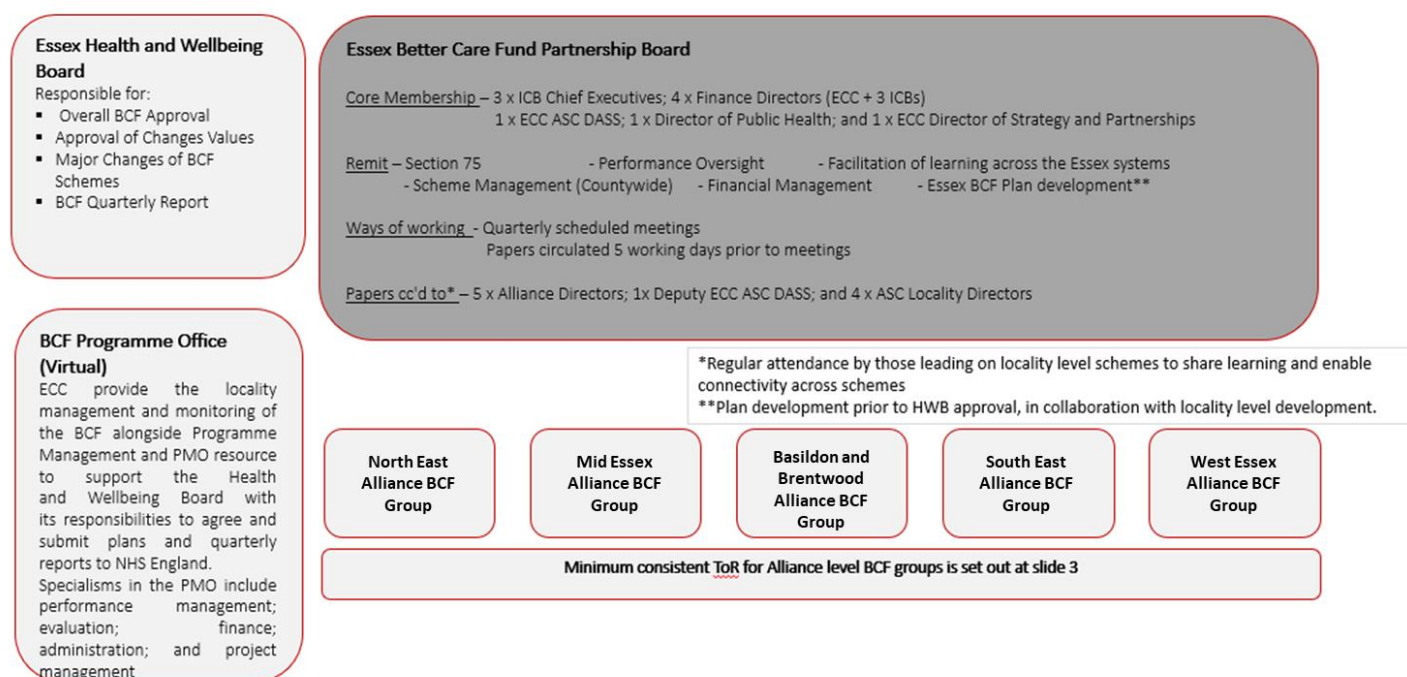 Essex Health and Wellbeing
Board
Responsible for:
▪ Overall BCF Approval
▪ Approval of Changes Values
▪ Major Changes of BCF
Schemes
▪ BCF Quarterly Report
Essex Better Care Fund Partnership Board
Core Membership – 3 x ICB Chief Executives; 4 x Finance Directors (ECC + 3 ICBs)
1 x ECC ASC DASS; 1 x Director of Public Health; and 1 x ECC Director of Strategy and Partnerships
Remit – Section 75 - Performance Oversight - Facilitation of learning across the Essex systems
- Scheme Management (Countywide) - Financial Management - Essex BCF Plan development**
Ways of working - Quarterly scheduled meetings
Papers circulated 5 working days prior to meetings
Papers cc'd to* – 5 x Alliance Directors; 1x Deputy ECC ASC DASS; and 4 x ASC Locality Directors
BCF Programme Office
(Virtual)
ECC provide the locality
management and monitoring of
the BCF alongside Programme
Management and PMO resource
to support the Health
and Wellbeing Board with
its responsibilities to agree and
submit plans and quarterly
reports to NHS England.
Specialisms in the PMO include
performance management;
evaluation; finance;
administration; and project
management
*Regular attendance by those leading on locality level schemes to share learning and enable
connectivity across schemes
**Plan development prior to HWB approval, in collaboration with locality level development.
North East
Alliance BCF
Group
Mid Essex
Alliance BCF
Group
Basildon and
Brentwood
Alliance BCF
Group
South East
Alliance BCF
Group
West Essex
Alliance BCF
Group
Minimum consistent ToR for Alliance level BCF groups is set out at slide 3